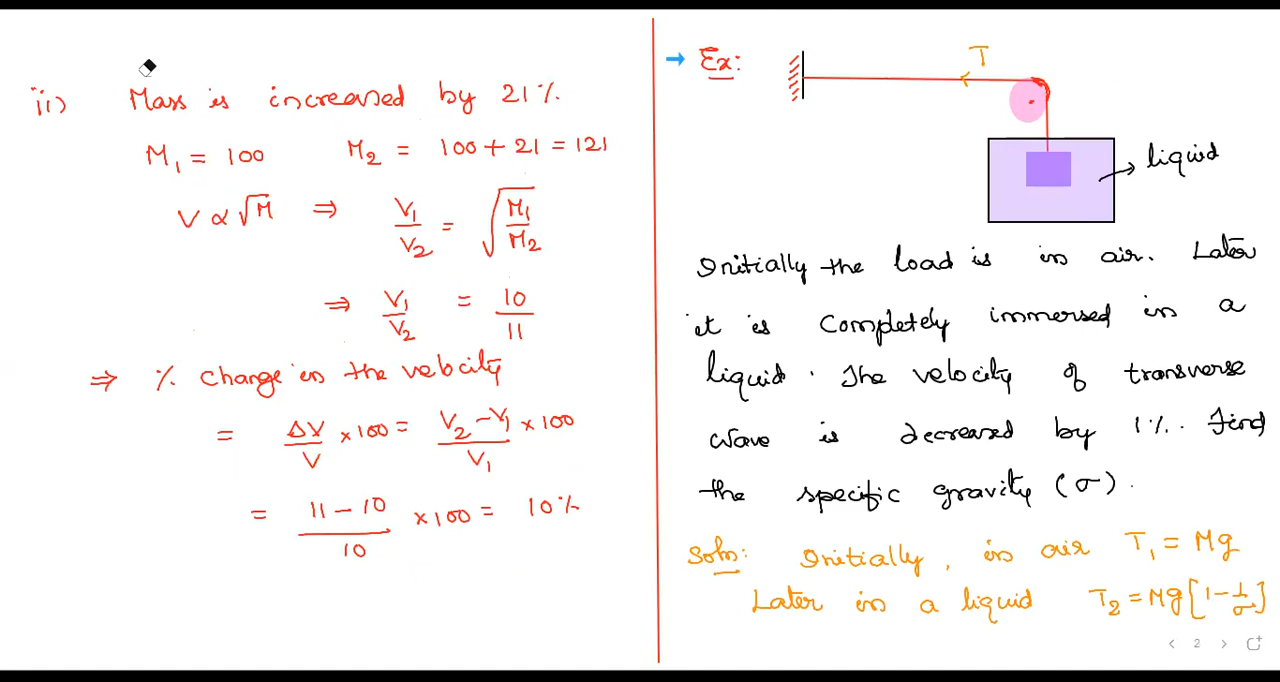 ii) Mass is increased by 21%.
M₁ = 100 M₂ = 100 + 21 = 121
V ∝ √M ⇒ V₁/V₂ = √(M₁/M₂)
⇒ V₁/V₂ = 10/11
⇒ % change in the velocity
= ΔV/V × 100 = (V₂ - V₁)/V₁ × 100
= (11 - 10)/10 × 100 = 10%
→ Ex:
T
liquid
Initially the load is in air. Later
it is completely immersed in a
liquid. The velocity of transverse
wave is decreased by 1%. Find
the specific gravity (σ).
Soln: Initially, in air T₁ = Mg
Later in a liquid T₂ = Mg[1 - 1/σ]
2